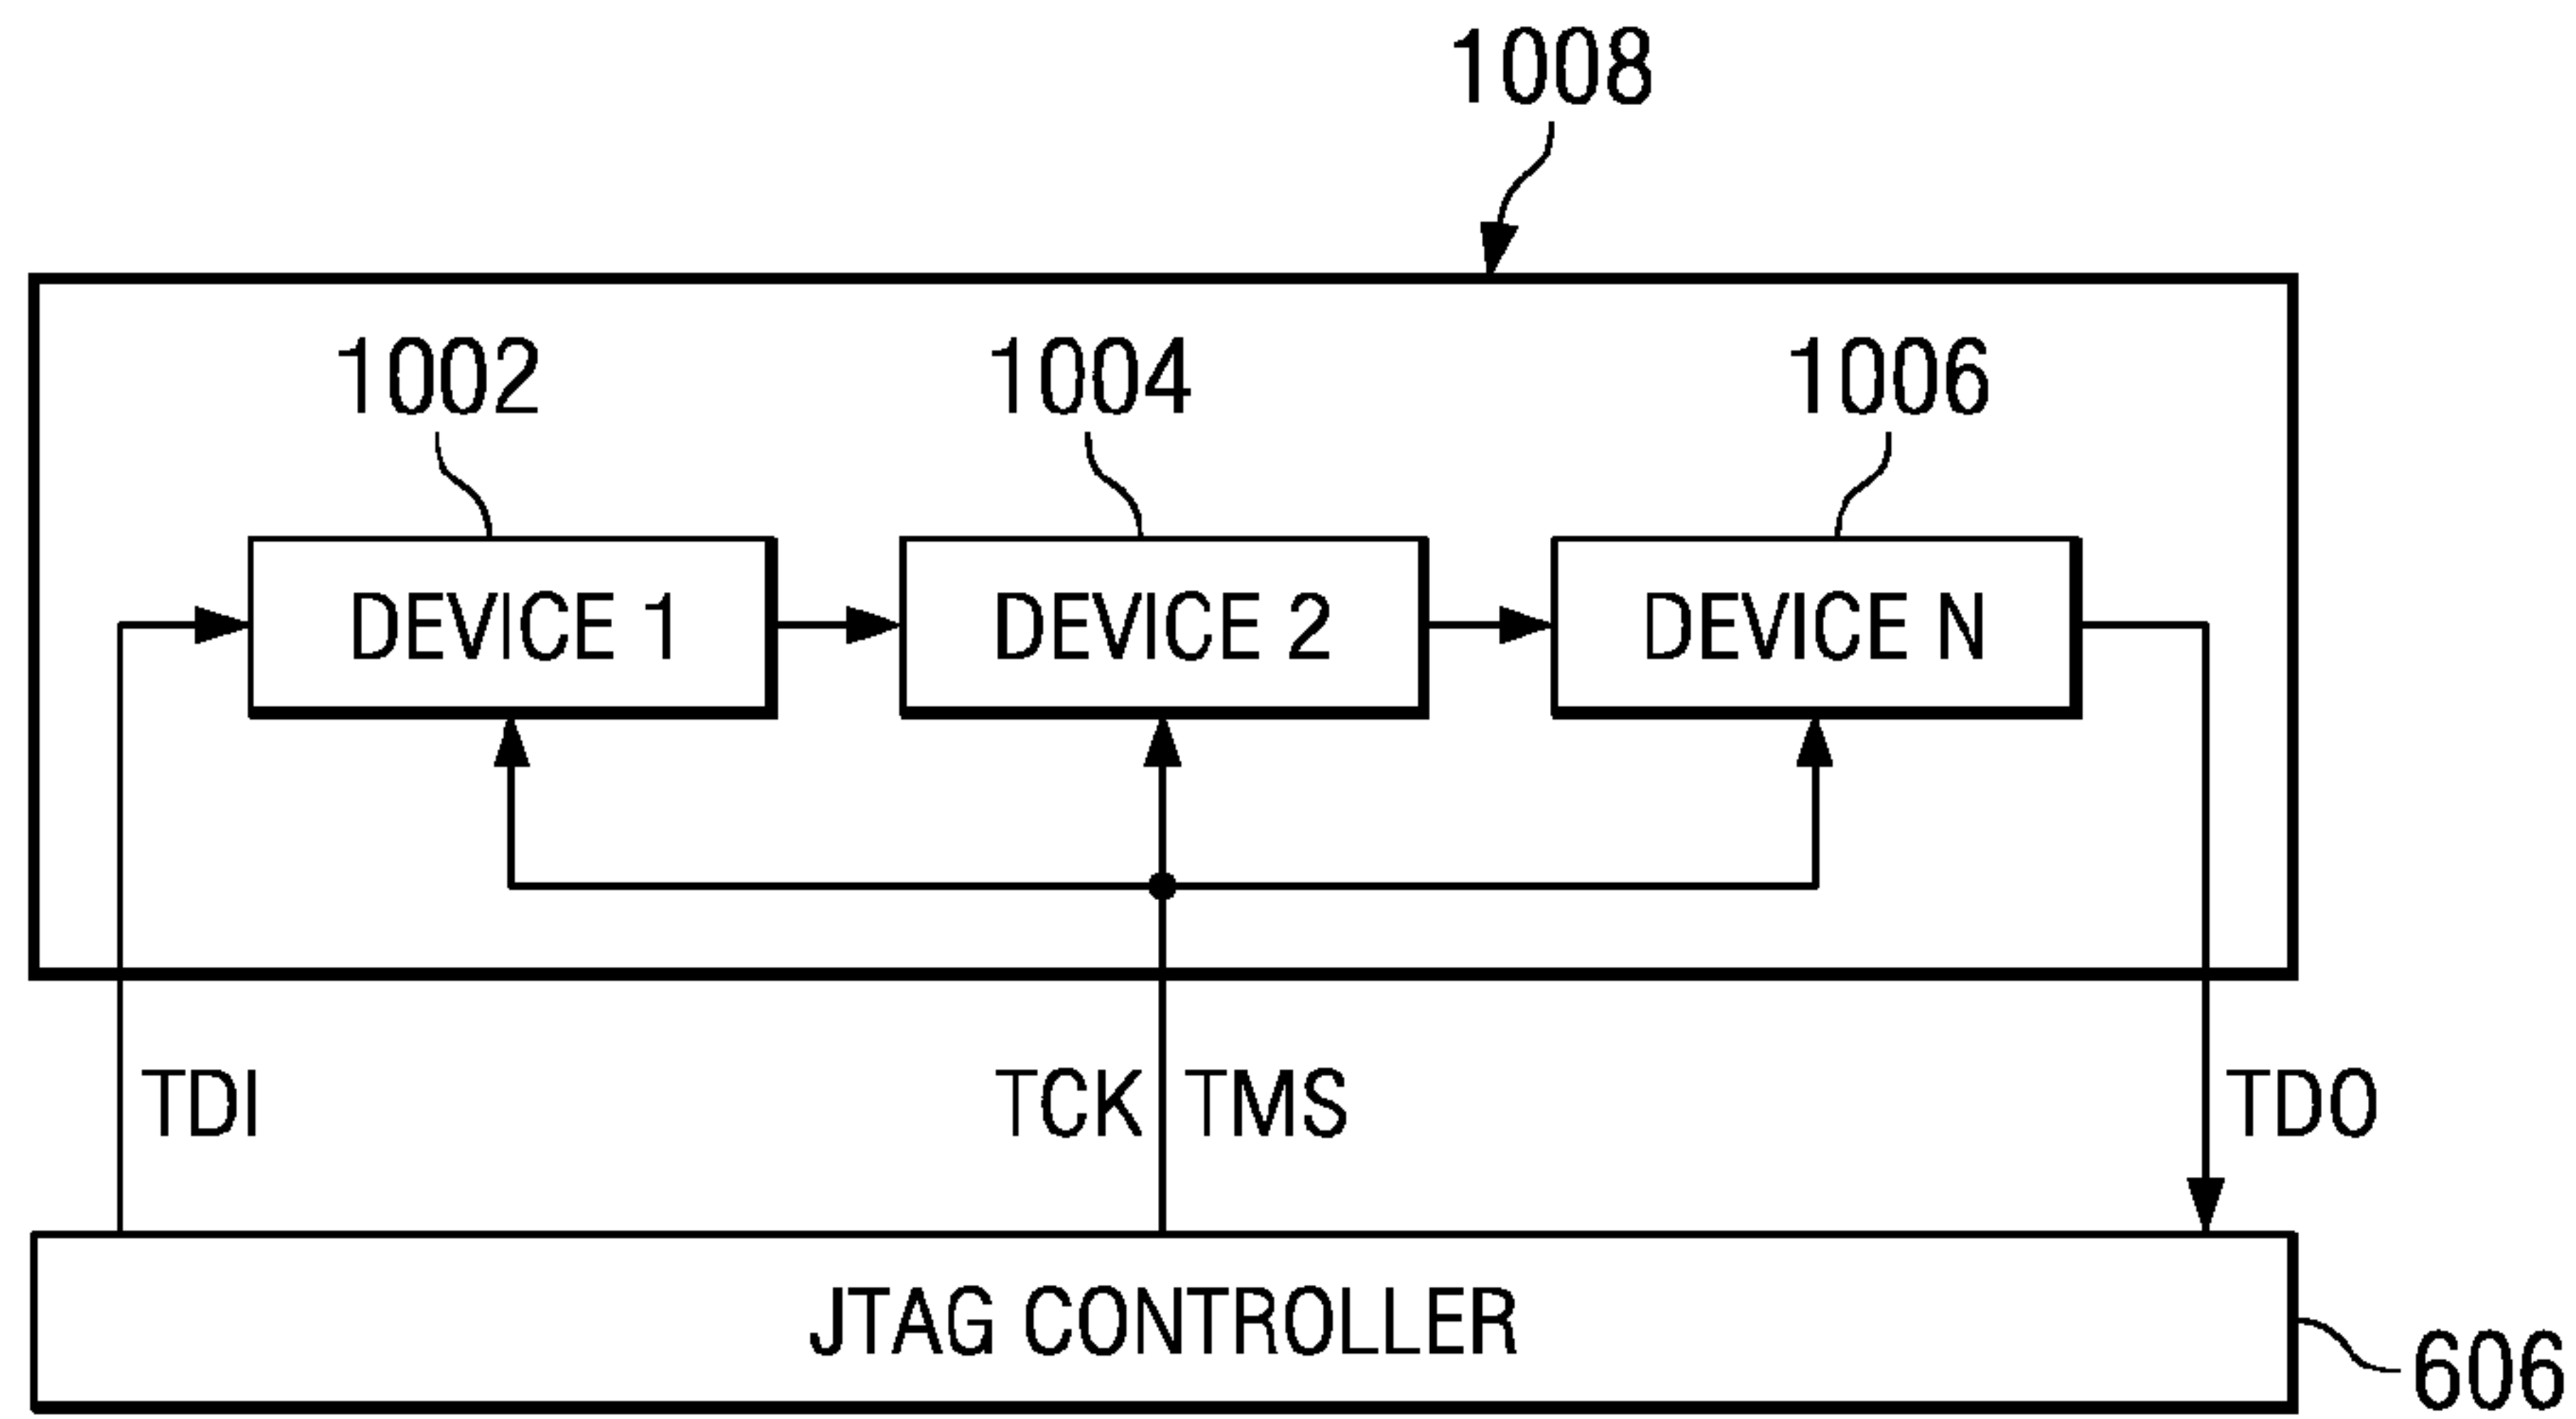 1008
1002
1004
1006
DEVICE 1
DEVICE 2
DEVICE N
TDI
TCK
TMS
TDO
JTAG CONTROLLER
606